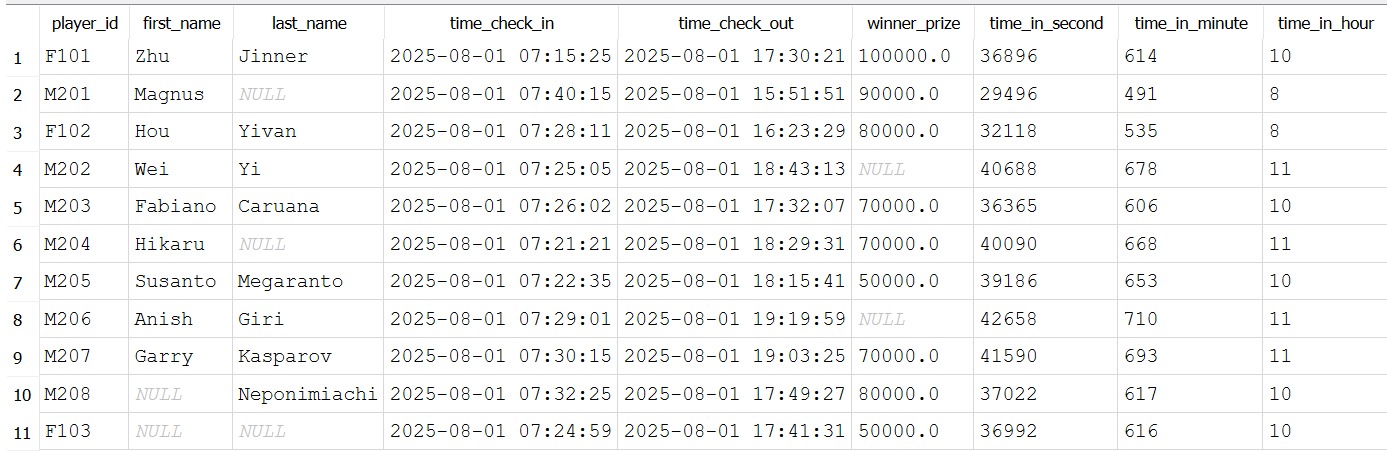 player_id first_name last_name time_check_in time_check_out winner_prize time_in_second time_in_minute time_in_hour
1 F101 Zhu Jinner 2025-08-01 07:15:25 2025-08-01 17:30:21 100000.0 36896 614 10
2 M201 Magnus NULL 2025-08-01 07:40:15 2025-08-01 15:51:51 90000.0 29496 491 8
3 F102 Hou Yivan 2025-08-01 07:28:11 2025-08-01 16:23:29 80000.0 32118 535 8
4 M202 Wei Yi 2025-08-01 07:25:05 2025-08-01 18:43:13 NULL 40688 678 11
5 M203 Fabiano Caruana 2025-08-01 07:26:02 2025-08-01 17:32:07 70000.0 36365 606 10
6 M204 Hikaru NULL 2025-08-01 07:21:21 2025-08-01 18:29:31 70000.0 40090 668 11
7 M205 Susanto Megaranto 2025-08-01 07:22:35 2025-08-01 18:15:41 50000.0 39186 653 10
8 M206 Anish Giri 2025-08-01 07:29:01 2025-08-01 19:19:59 NULL 42658 710 11
9 M207 Garry Kasparov 2025-08-01 07:30:15 2025-08-01 19:03:25 70000.0 41590 693 11
10 M208 NULL Neponimiachi 2025-08-01 07:32:25 2025-08-01 17:49:27 80000.0 37022 617 10
11 F103 NULL NULL 2025-08-01 07:24:59 2025-08-01 17:41:31 50000.0 36992 616 10